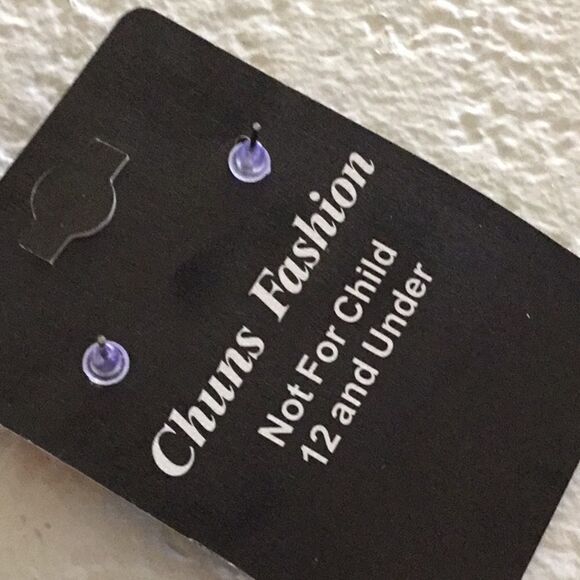 Chuns Fashion
Not For Child
12 and Under